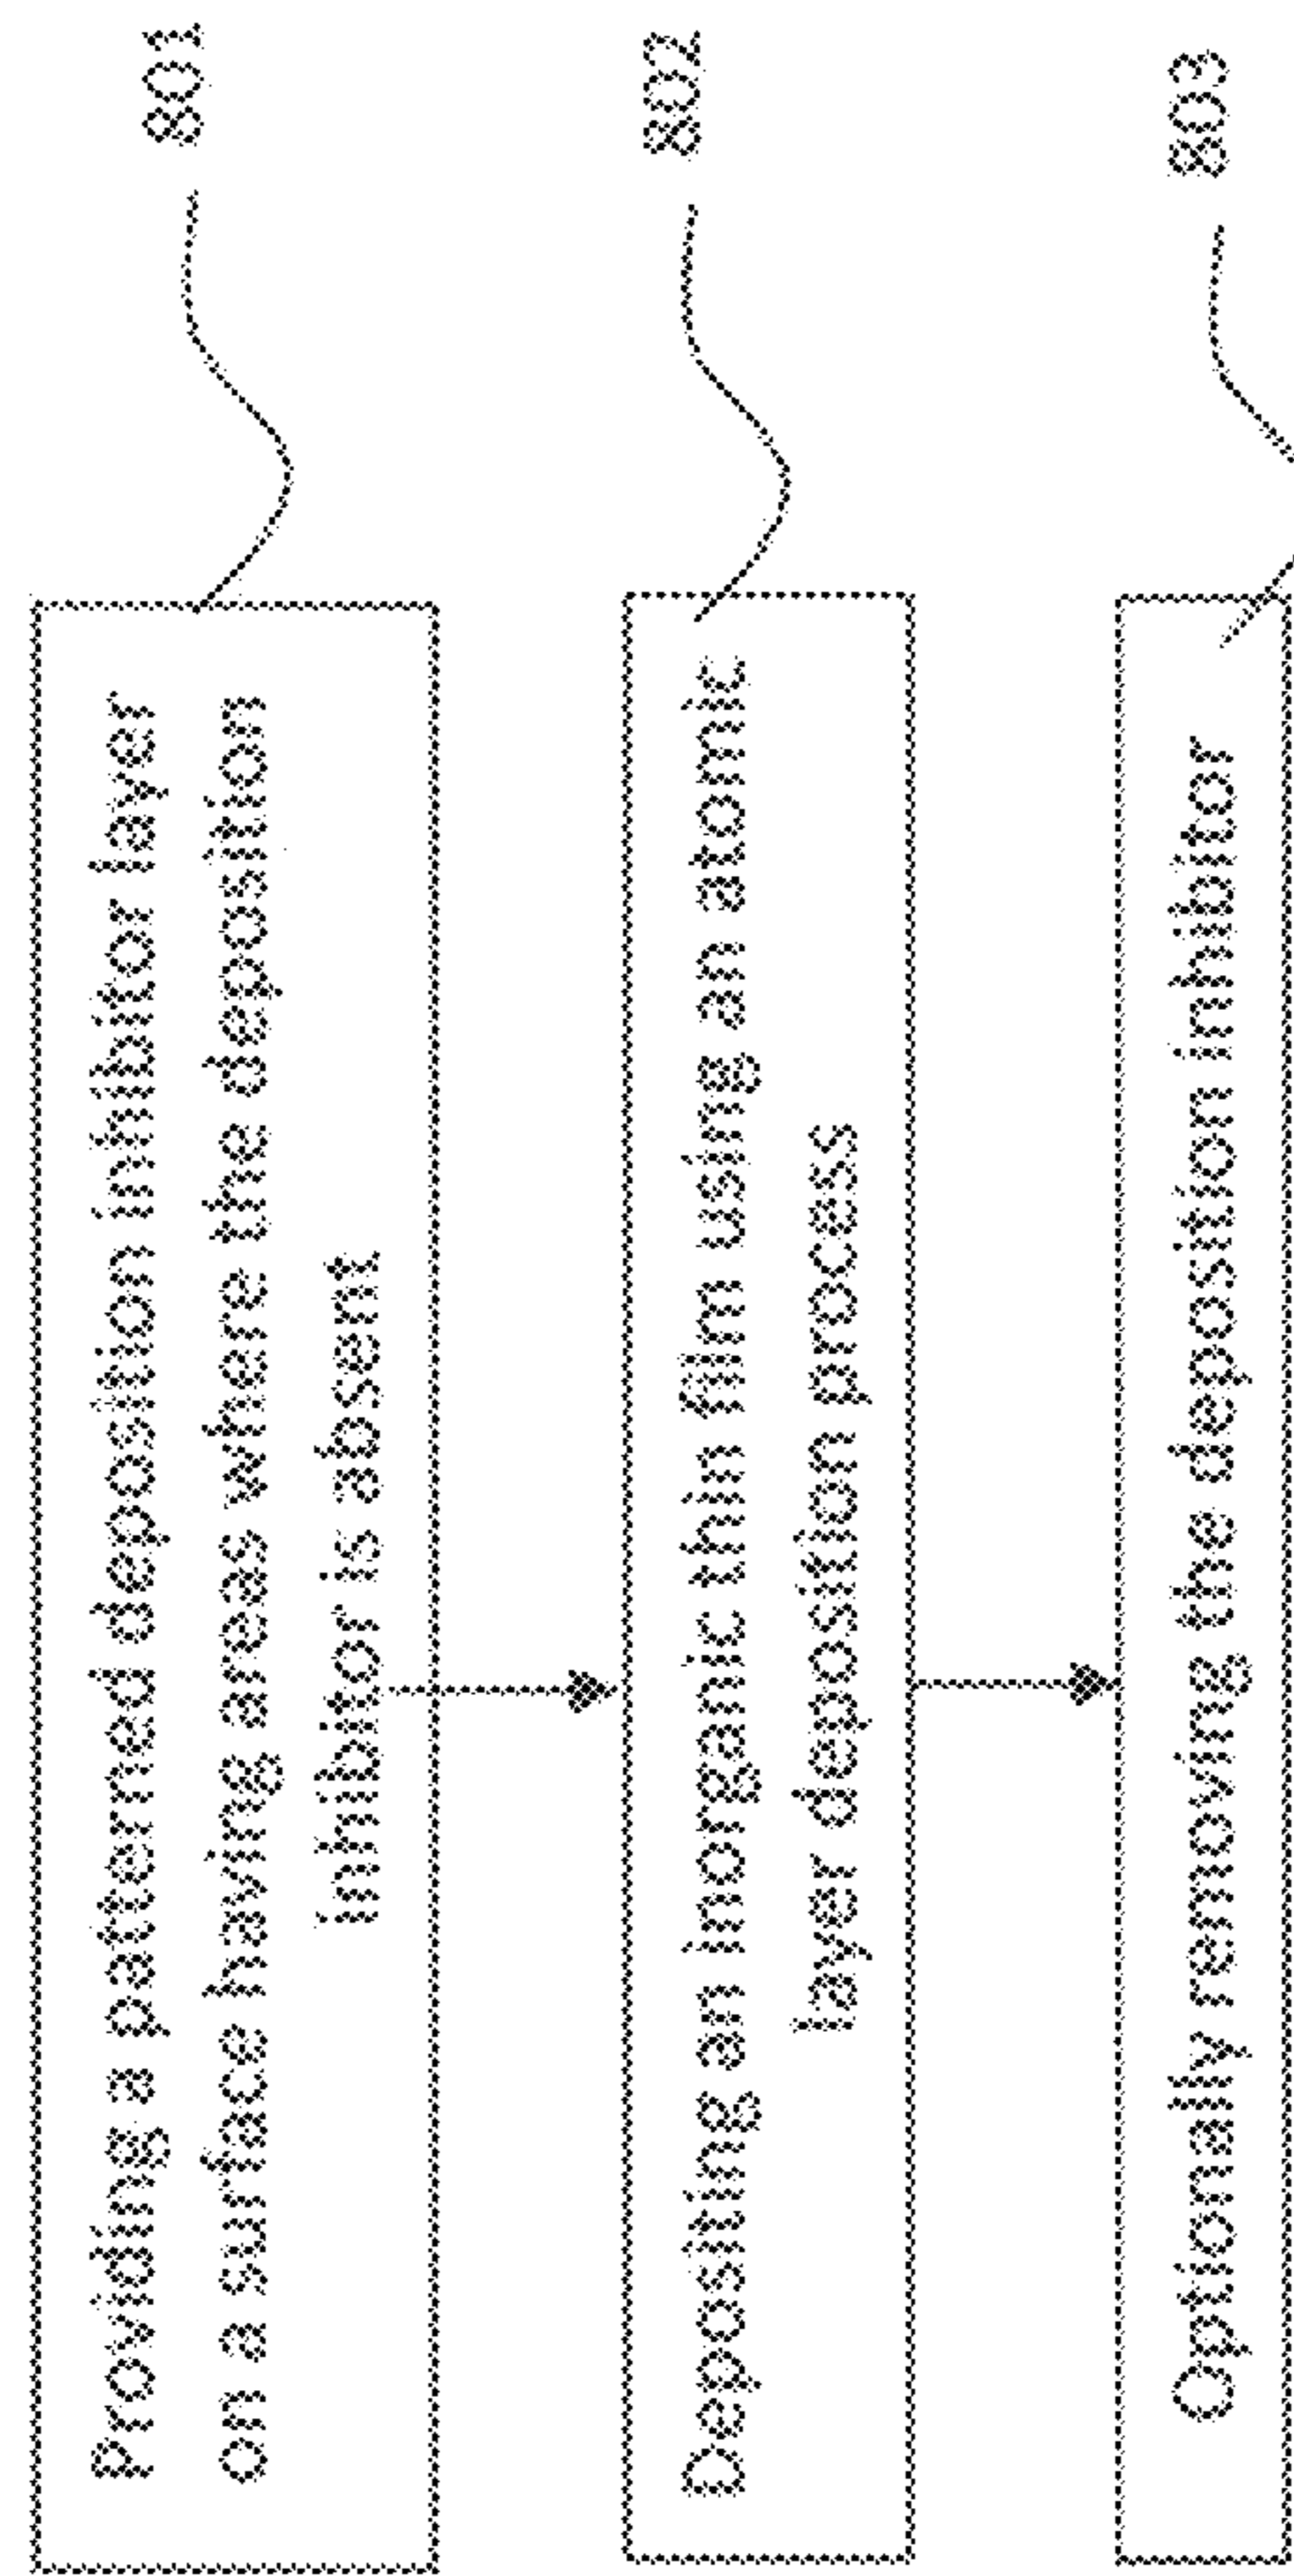 Providing a patterned deposition inhibitor layer
on a surface having areas where the deposition
inhibitor is absent
801
Depositing an inorganic thin film using an atomic
layer deposition process
802
Optionally removing the deposition inhibitor
803